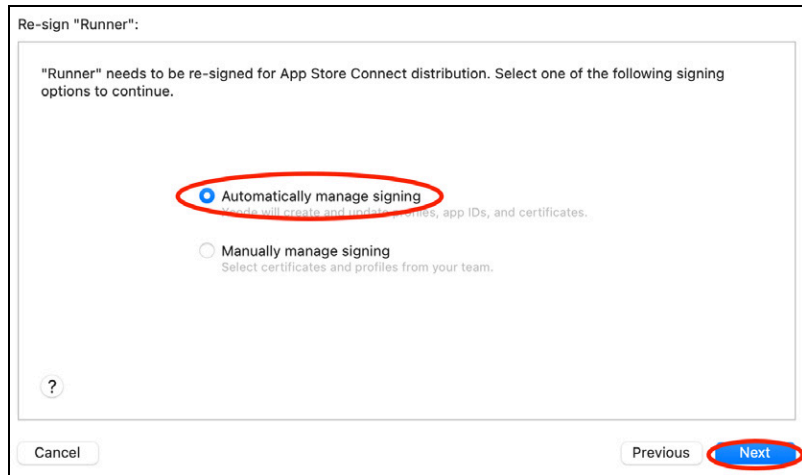 Re-sign "Runner":
"Runner" needs to be re-signed for App Store Connect distribution. Select one of the following signing
options to continue.
Automatically manage signing
Xcode will create and update profiles, app IDs, and certificates.
Manually manage signing
Select certificates and profiles from your team.
?
Cancel
Previous
Next